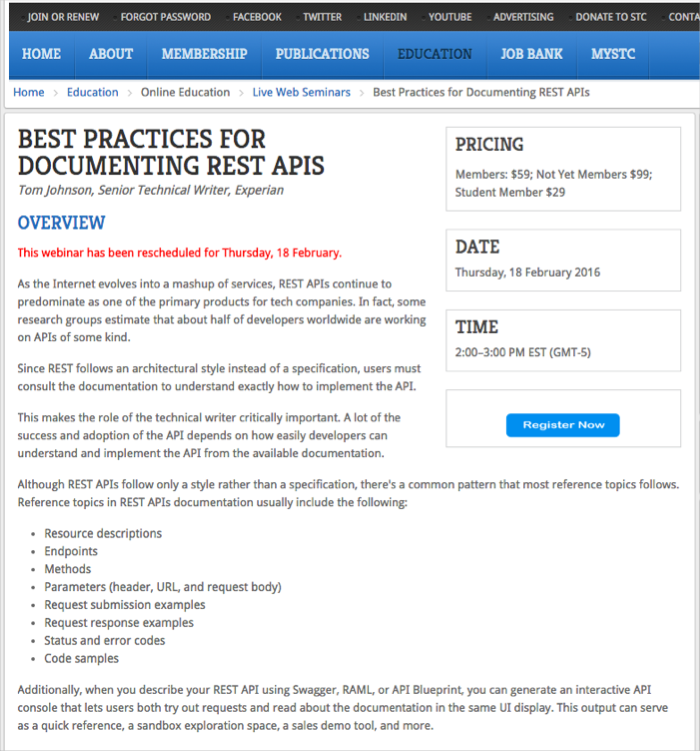 JOIN OR RENEW FORGOT PASSWORD FACEBOOK TWITTER LINKEDIN YOUTUBE ADVERTISING DONATE TO STC
HOME ABOUT MEMBERSHIP PUBLICATIONS EDUCATION JOB BANK MYSTC
Home > Education > Online Education > Live Web Seminars > Best Practices for Documenting REST APIs
BEST PRACTICES FOR
DOCUMENTING REST APIS
Tom Johnson, Senior Technical Writer, Experian
OVERVIEW
This webinar has been rescheduled for Thursday, 18 February.
As the Internet evolves into a mashup of services, REST APIs continue to
predominate as one of the primary products for tech companies. In fact, some
research groups estimate that about half of developers worldwide are working
on APIs of some kind.
Since REST follows an architectural style instead of a specification, users must
consult the documentation to understand exactly how to implement the API.
This makes the role of the technical writer critically important. A lot of the
success and adoption of the API depends on how easily developers can
understand and implement the API from the available documentation.
PRICING
Members: $59; Not Yet Members $99;
Student Member $29
DATE
Thursday, 18 February 2016
TIME
2:00–3:00 PM EST (GMT-5)
Register Now
Although REST APIs follow only a style rather than a specification, there's a common pattern that most reference topics follows.
Reference topics in REST APIs documentation usually include the following:
• Resource descriptions
• Endpoints
• Methods
• Parameters (header, URL, and request body)
• Request submission examples
• Request response examples
• Status and error codes
• Code samples
Additionally, when you describe your REST API using Swagger, RAML, or API Blueprint, you can generate an interactive API
console that lets users both try out requests and read about the documentation in the same UI display. This output can serve
as a quick reference, a sandbox exploration space, a sales demo tool, and more.